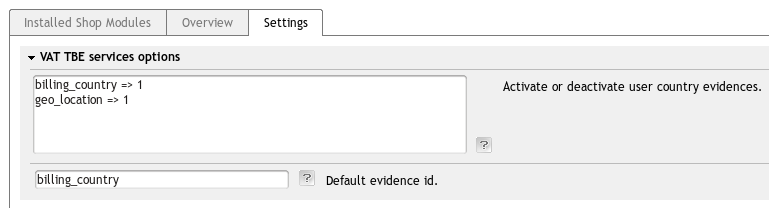 Installed Shop Modules Overview Settings
VAT TBE services options
billing_country => 1 Activate or deactivate user country evidences.
geo_location => 1
?
billing_country ? Default evidence id.